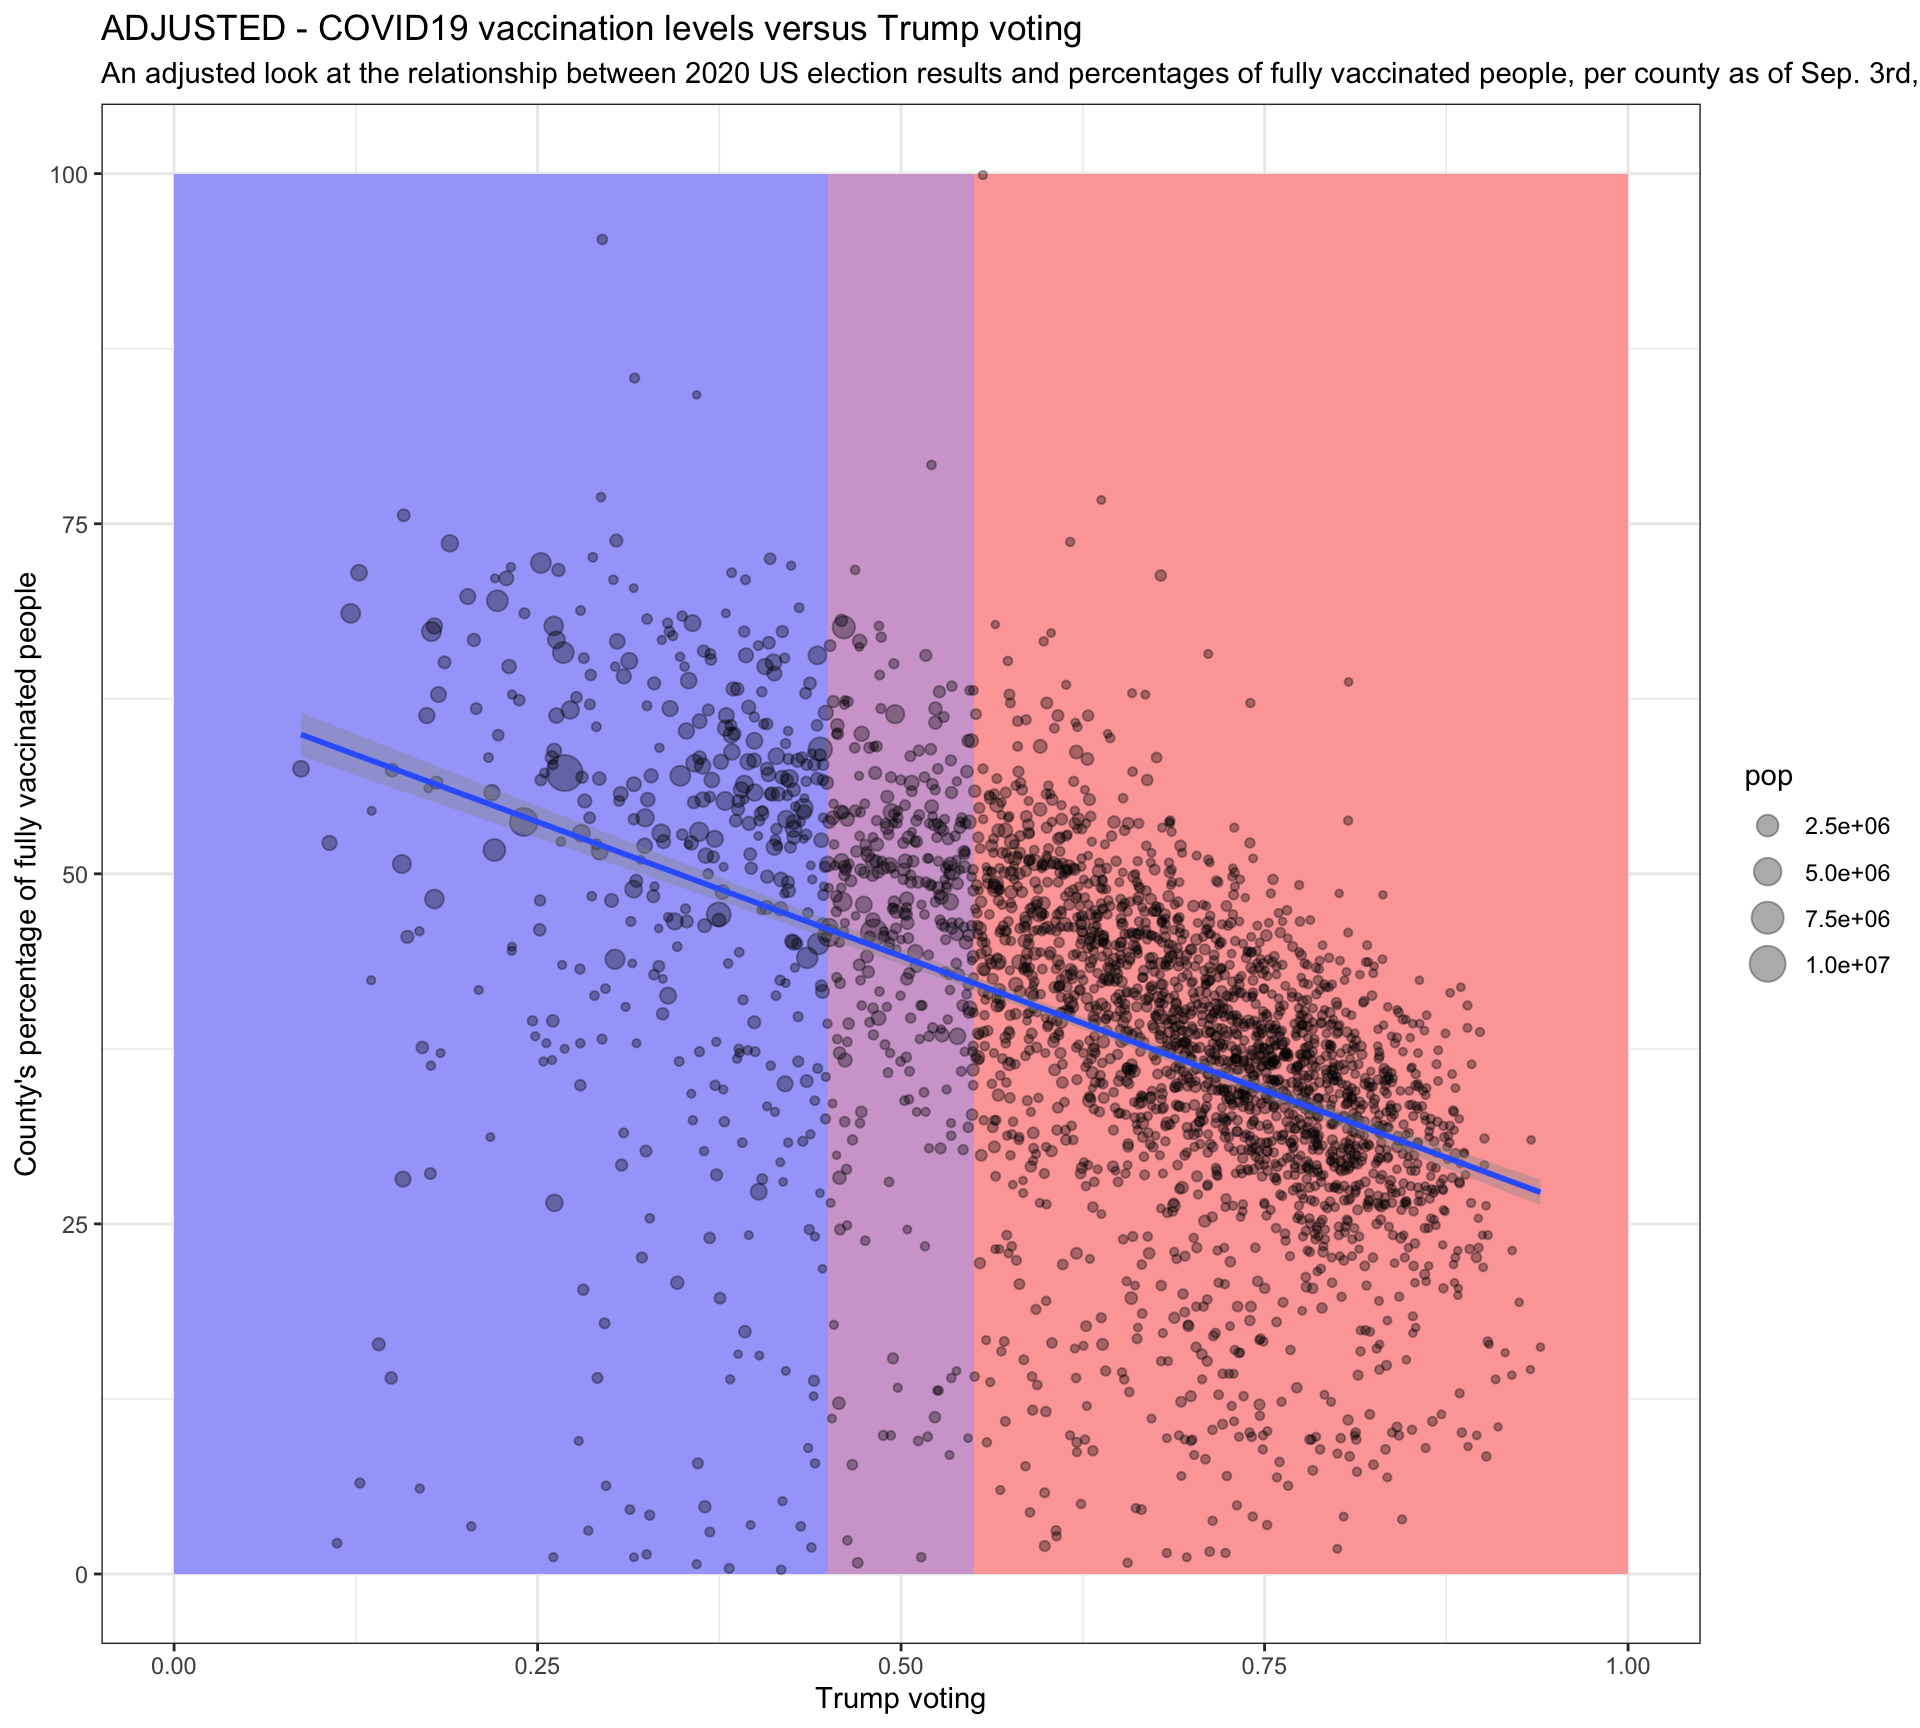 ADJUSTED - COVID19 vaccination levels versus Trump voting
An adjusted look at the relationship between 2020 US election results and percentages of fully vaccinated people, per county as of Sep. 3rd,
County's percentage of fully vaccinated people
100
75
50
25
0
0.00
0.25
0.50
0.75
1.00
Trump voting
pop
2.5e+06
5.0e+06
7.5e+06
1.0e+07